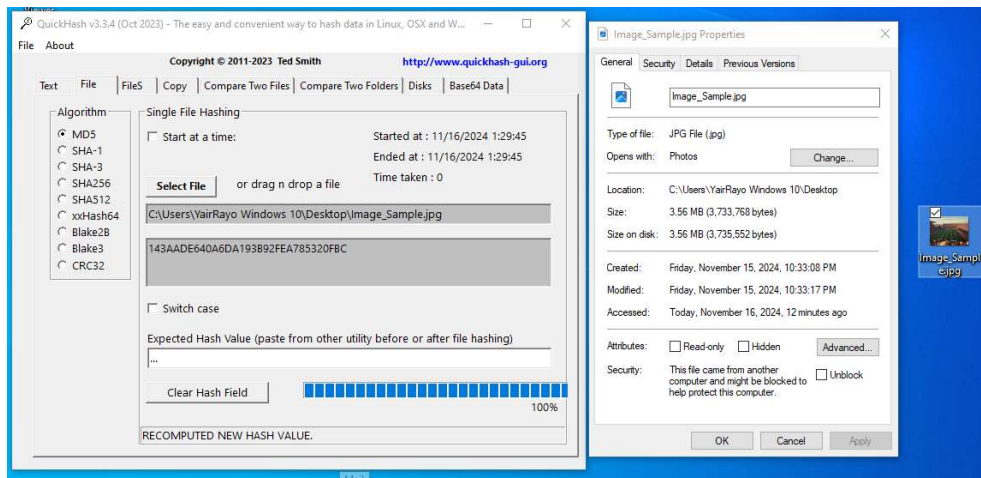 QuickHash v3.3.4 (Oct 2023) - The easy and convenient way to hash data in Linux, OSX and W...
File About
Copyright © 2011-2023 Ted Smith http://www.quickhash-gui.org
Text File FileS Copy Compare Two Files Compare Two Folders Disks Base64 Data
Algorithm
MD5
SHA-1
SHA-3
SHA256
SHA512
xxHash64
Blake2B
Blake3
CRC32
Single File Hashing
Start at a time:
Started at : 11/16/2024 1:29:45
Ended at : 11/16/2024 1:29:45
Time taken : 0
Select File or drag n drop a file
C:\Users\YairRayo Windows 10\Desktop\Image_Sample.jpg
143AADE640A6DA193B92FEA785320FBC
Switch case
Expected Hash Value (paste from other utility before or after file hashing)
...
Clear Hash Field
100%
RECOMPUTED NEW HASH VALUE.
Image_Sample.jpg Properties
General Security Details Previous Versions
Image_Sample.jpg
Type of file: JPG File (.jpg)
Opens with: Photos Change...
Location: C:\Users\YairRayo Windows 10\Desktop
Size: 3.56 MB (3,733,768 bytes)
Size on disk: 3.56 MB (3,735,552 bytes)
Created: Friday, November 15, 2024, 10:33:08 PM
Modified: Friday, November 15, 2024, 10:33:17 PM
Accessed: Today, November 16, 2024, 12 minutes ago
Attributes: Read-only Hidden Advanced...
Security: This file came from another
computer and might be blocked to
help protect this computer.
Unblock
OK Cancel Apply
Image_Sampl
e.jpg